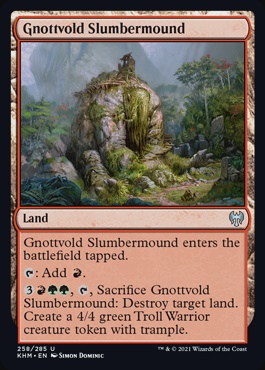 Gnottvold Slumbermound
Land
Gnottvold Slumbermound enters the
battlefield tapped.
: Add .
3, , Sacrifice Gnottvold
Slumbermound: Destroy target land.
Create a 4/4 green Troll Warrior
creature token with trample.
258/285 U
KHM • EN SIMON DOMINIC
™ & © 2021 Wizards of the Coast